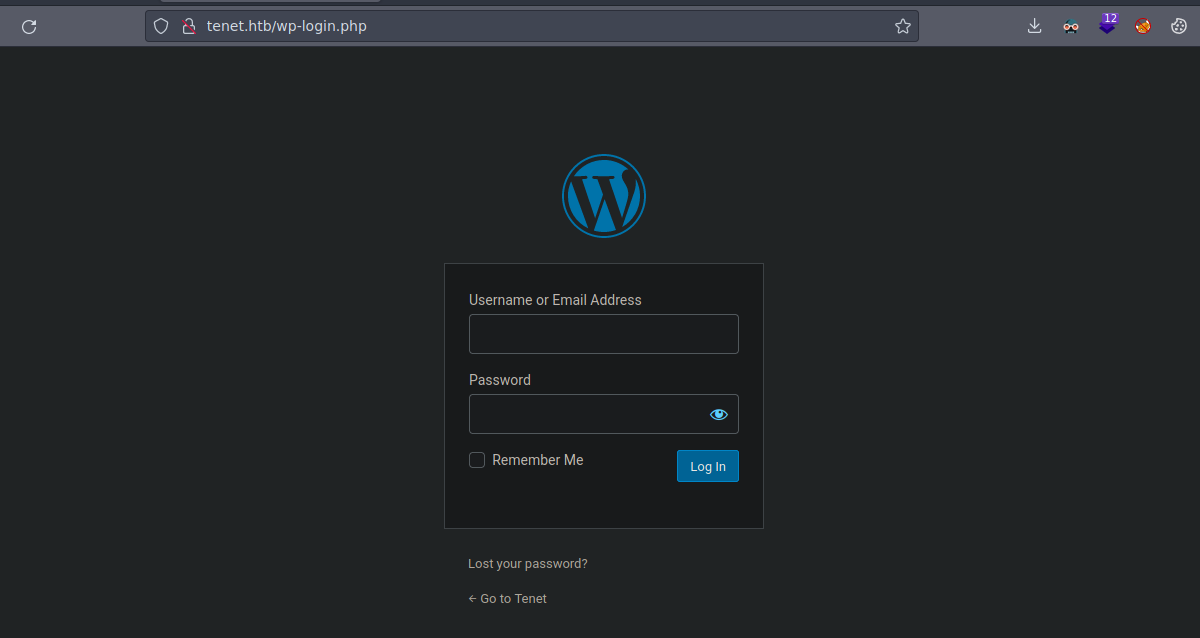 tenet.htb/wp-login.php
12
Username or Email Address
Password
Remember Me
Log In
Lost your password?
← Go to Tenet